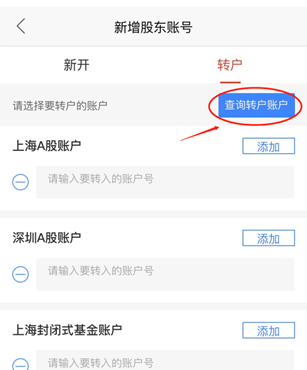 新增股东账号
新开 转户
请选择要转户的账户 查询转户账户
上海A股账户 添加
请输入要转入的账户号
深圳A股账户 添加
请输入要转入的账户号
上海封闭式基金账户 添加
请输入要转入的账户号